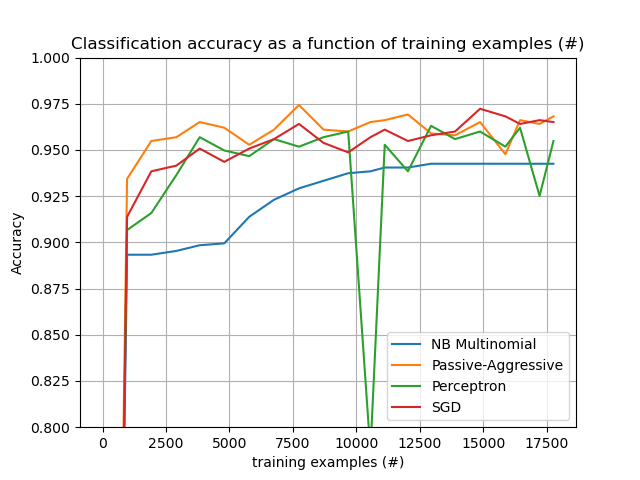 Classification accuracy as a function of training examples (#)
1.000
0.975
0.950
0.925
0.900
0.875
0.850
0.825
0.800
Accuracy
NB Multinomial
Passive-Aggressive
Perceptron
SGD
0 2500 5000 7500 10000 12500 15000 17500
training examples (#)